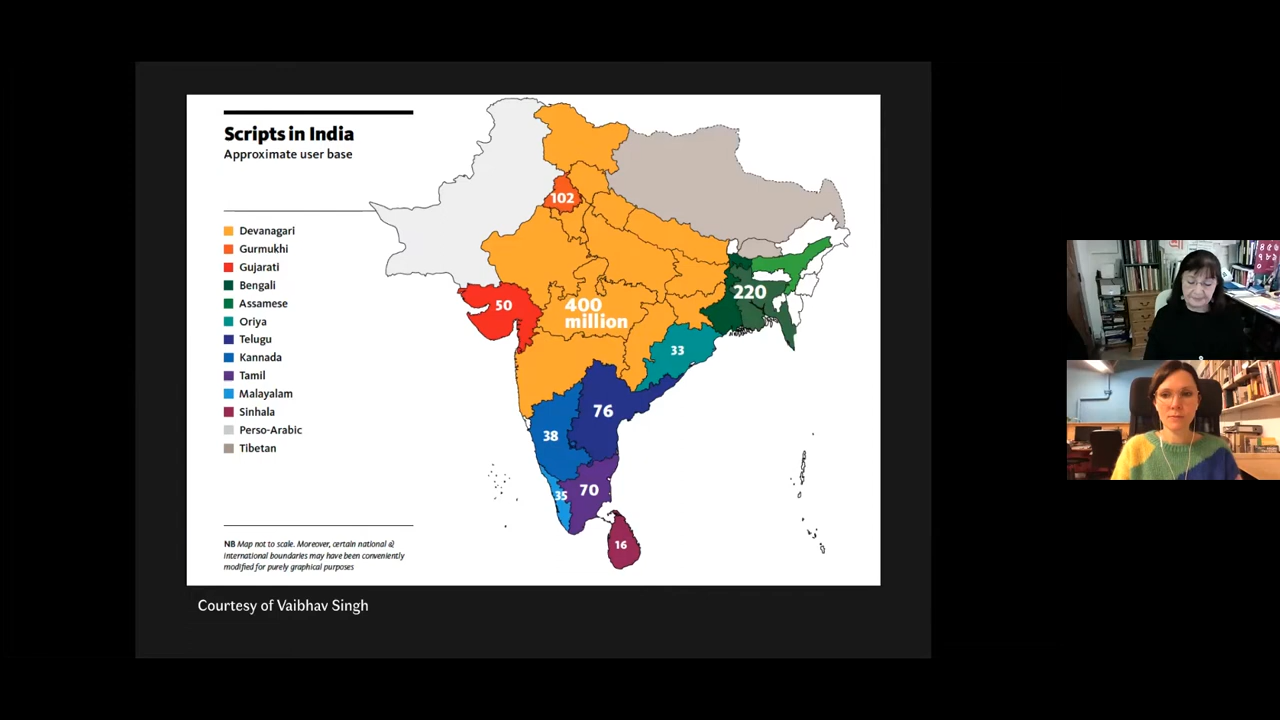 Scripts in India
Approximate user base
Devanagari
Gurmukhi
Gujarati
Bengali
Assamese
Oriya
Telugu
Kannada
Tamil
Malayalam
Sinhala
Perso-Arabic
Tibetan
102
50
400
million
220
33
76
38
35
70
16
NB Map not to scale. Moreover, certain national &
international boundaries may have been conveniently
modified for purely graphical purposes
Courtesy of Vaibhav Singh